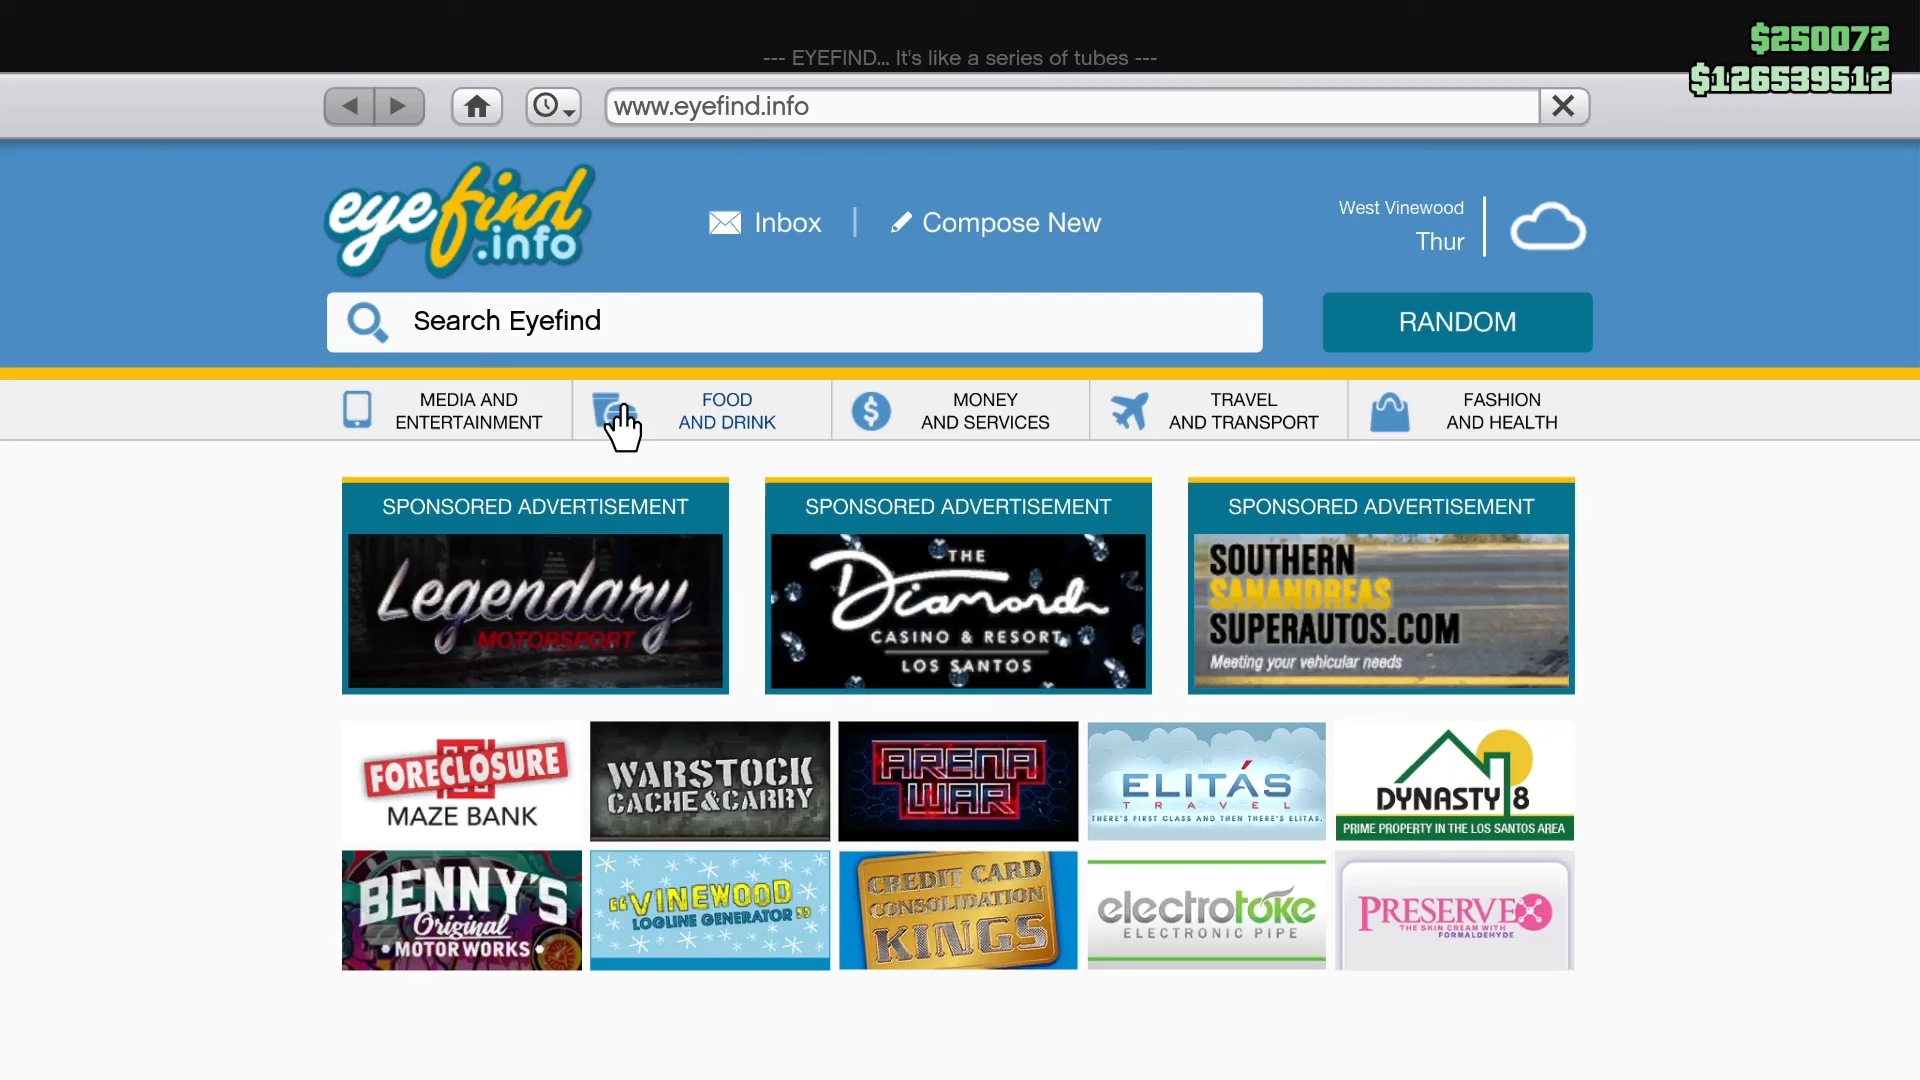 $250072
--- EYEFIND... It's like a series of tubes ---
$126539512
www.eyefind.info
eyefind
.info
Inbox
Compose New
West Vinewood
Thur
Search Eyefind
RANDOM
MEDIA AND
ENTERTAINMENT
FOOD
AND DRINK
MONEY
AND SERVICES
TRAVEL
AND TRANSPORT
FASHION
AND HEALTH
SPONSORED ADVERTISEMENT
Legendary
MOTORSPORT
SPONSORED ADVERTISEMENT
THE
Diamond
CASINO & RESORT
LOS SANTOS
SPONSORED ADVERTISEMENT
SOUTHERN
SANANDREAS
SUPERAUTOS.COM
Meeting your vehicular needs
FORECLOSURE
MAZE BANK
WARSTOCK
CACHE&CARRY
ARENA
WAR
ELITÁS
TRAVEL
THERE'S FIRST CLASS AND THEN THERE'S ELITAS.
DYNASTY 8
PRIME PROPERTY IN THE LOS SANTOS AREA
BENNY'S
Original
MOTOR WORKS
"VINEWOOD
LOGLINE GENERATOR"
CREDIT CARD
CONSOLIDATION
KINGS
electrotoke
ELECTRONIC PIPE
PRESERVEX
THE SKIN CREAM WITH
FORMALDEHYDE